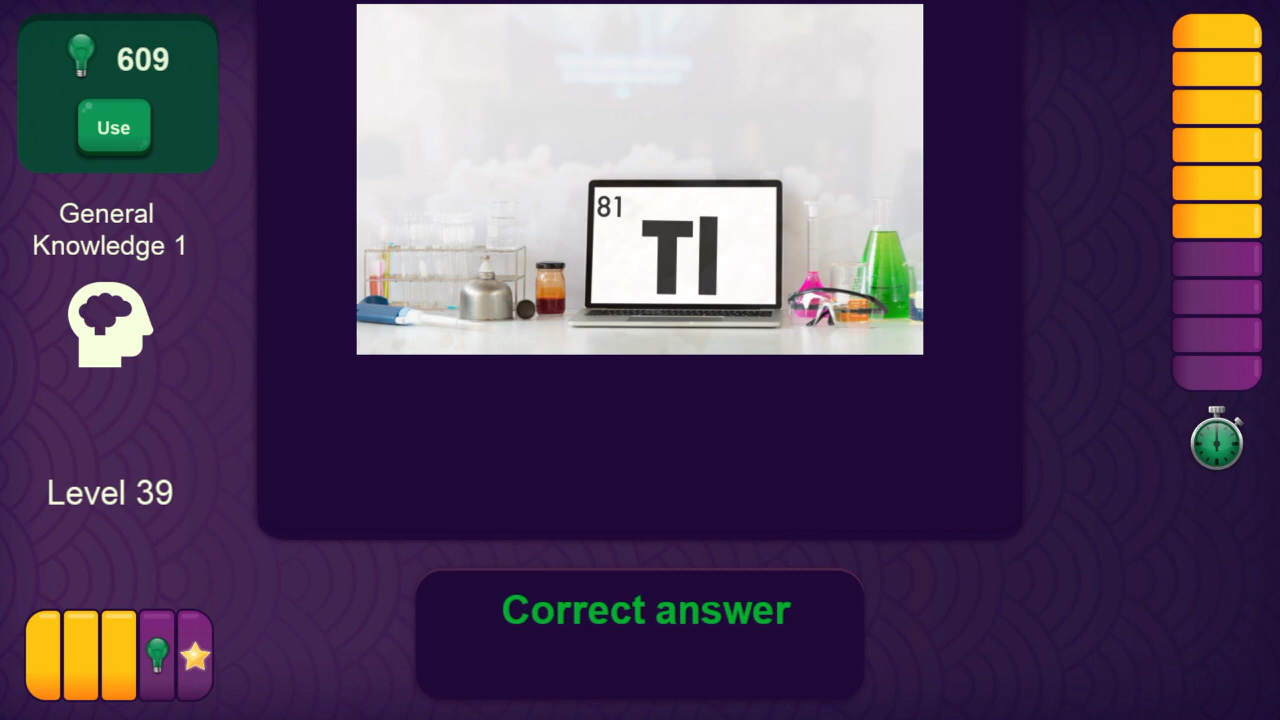 609
Use
General
Knowledge 1
Level 39
81
Tl
Correct answer